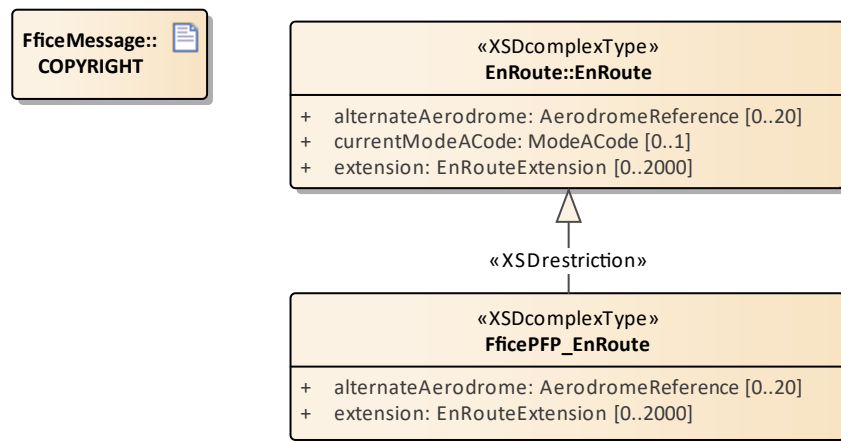 FficeMessage::
COPYRIGHT
«XSDcomplexType»
EnRoute::EnRoute
+ alternateAerodrome: AerodromeReference [0..20]
+ currentModeACode: ModeACode [0..1]
+ extension: EnRouteExtension [0..2000]
«XSDrestriction»
«XSDcomplexType»
FficePFP_EnRoute
+ alternateAerodrome: AerodromeReference [0..20]
+ extension: EnRouteExtension [0..2000]